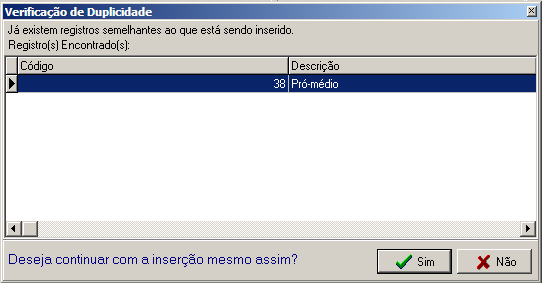 Verificação de Duplicidade
Já existem registros semelhantes ao que está sendo inserido.
Registro(s) Encontrado(s):
Código Descrição
38 Pró-médio
Deseja continuar com a inserção mesmo assim? Sim Não